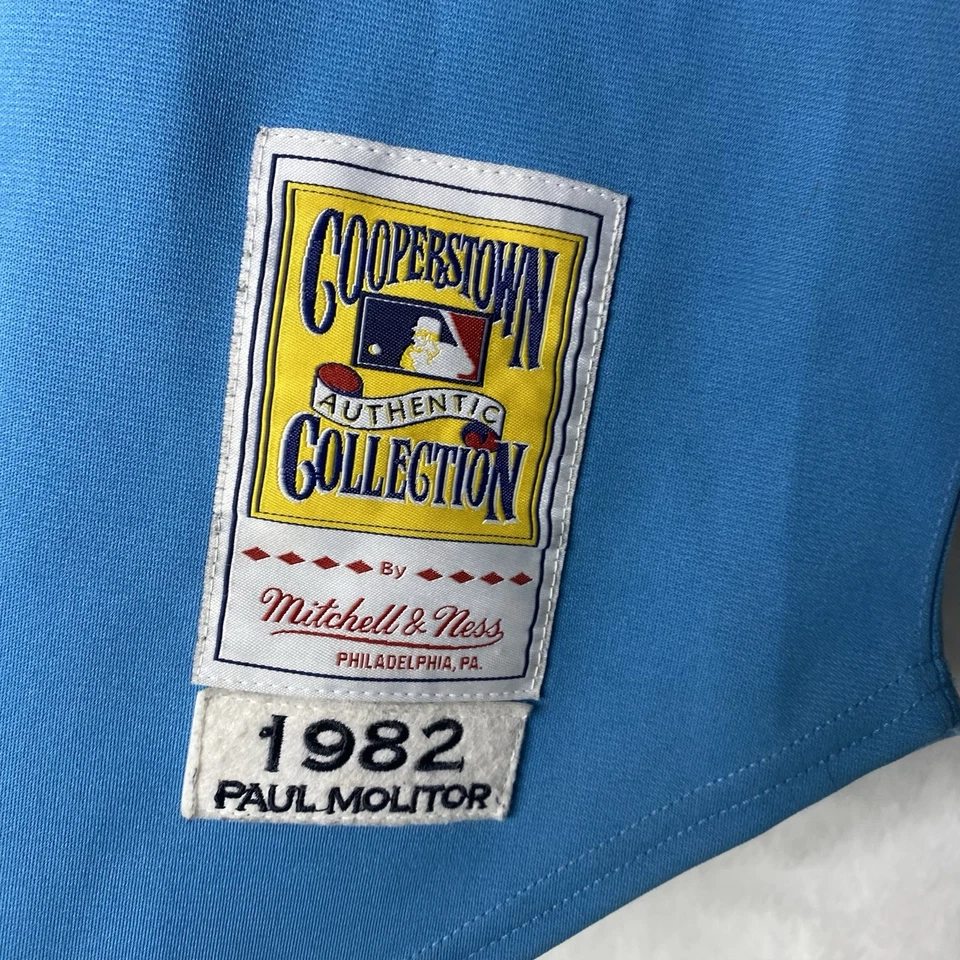 COOPERSTOWN
AUTHENTIC
COLLECTION
By
Mitchell & Ness
PHILADELPHIA, PA.
1982
PAUL MOLITOR